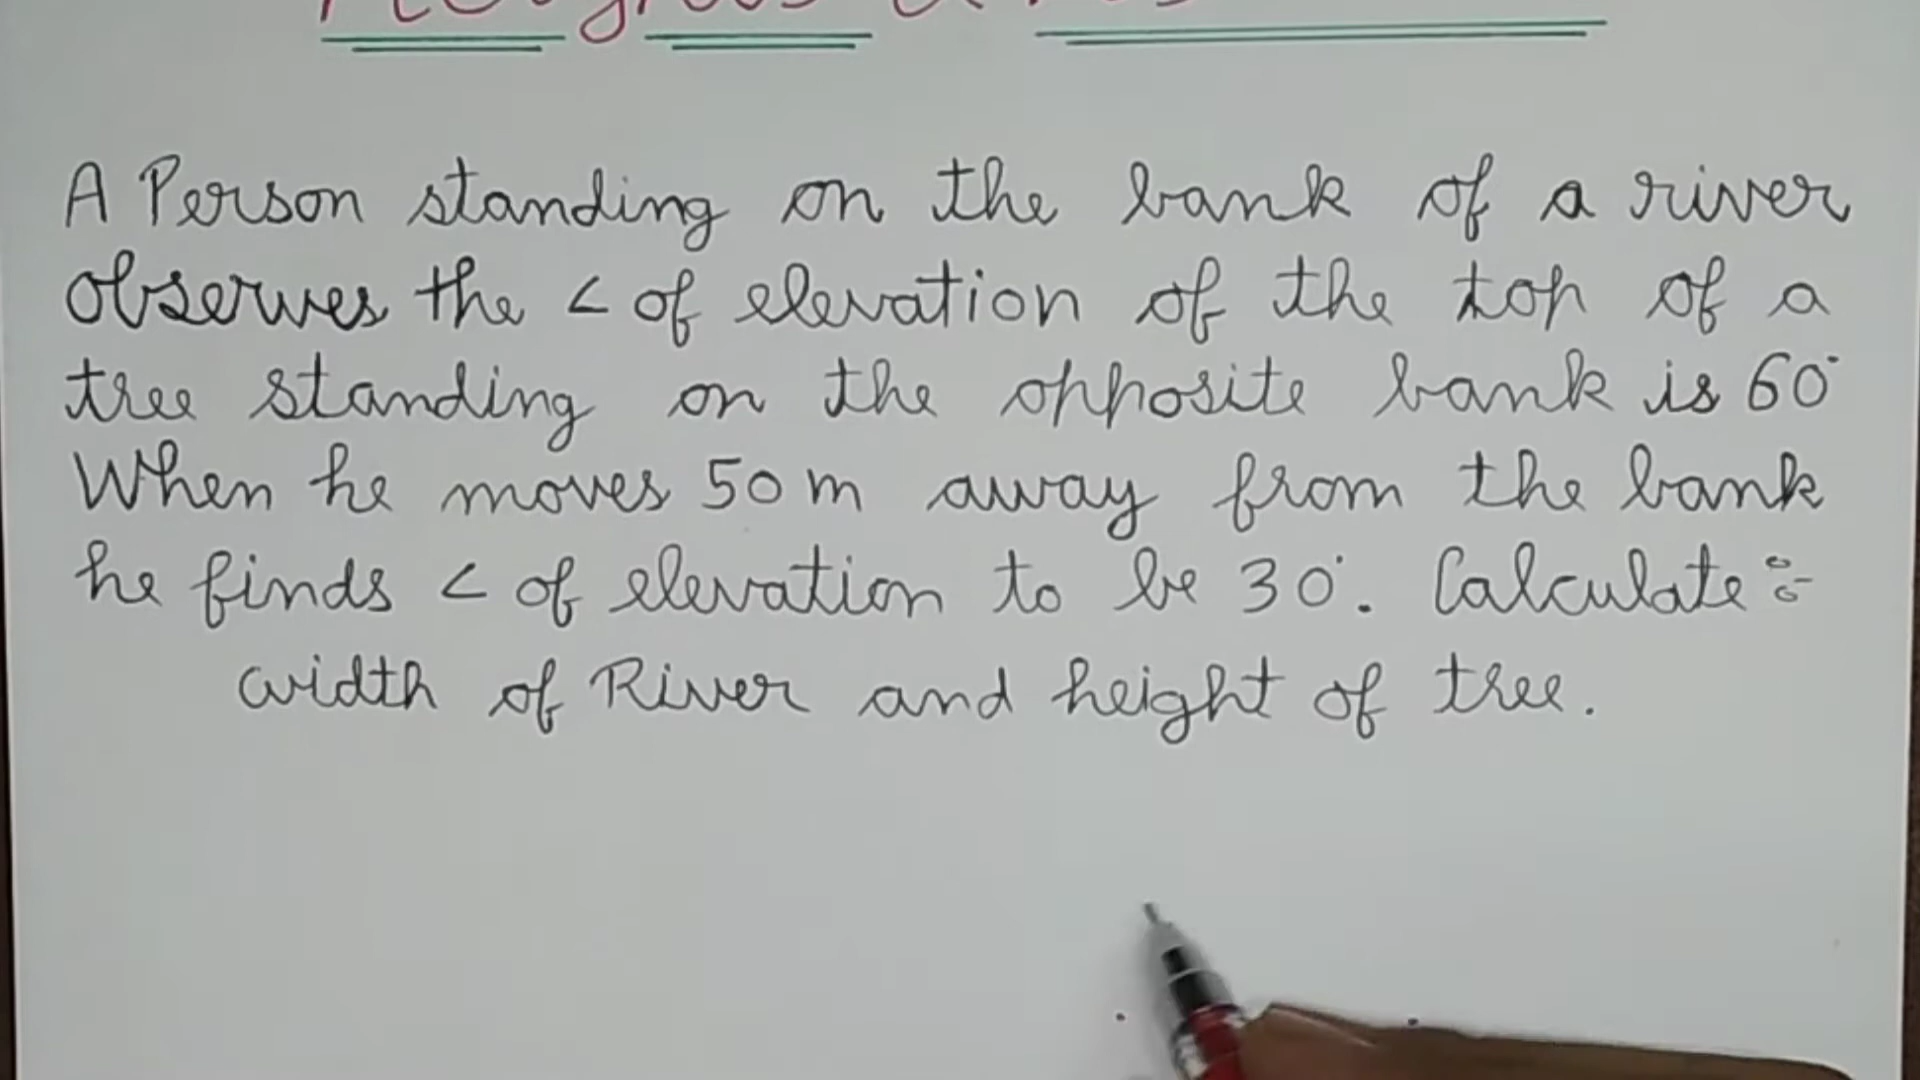 A Person standing on the bank of a river
observes the < of elevation of the top of a
tree standing on the opposite bank is 60°
When he moves 50 m away from the bank
he finds < of elevation to be 30°. Calculate :-
width of River and height of tree.